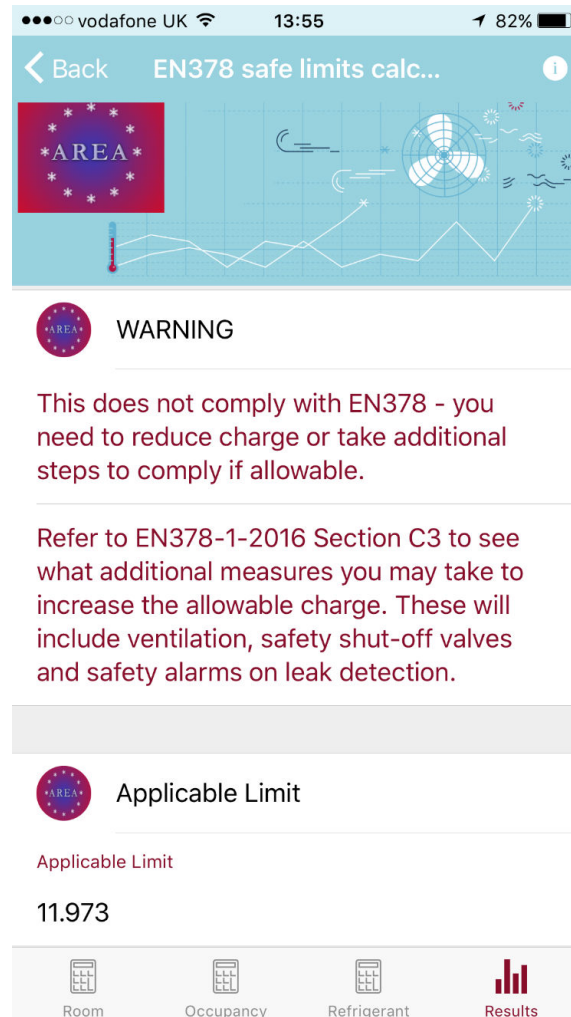 vodafone UK 13:55 82%
Back EN378 safe limits calc...
AREA
AREA WARNING
This does not comply with EN378 - you
need to reduce charge or take additional
steps to comply if allowable.
Refer to EN378-1-2016 Section C3 to see
what additional measures you may take to
increase the allowable charge. These will
include ventilation, safety shut-off valves
and safety alarms on leak detection.
AREA Applicable Limit
Applicable Limit
11.973
Room Occupancy Refrigerant Results